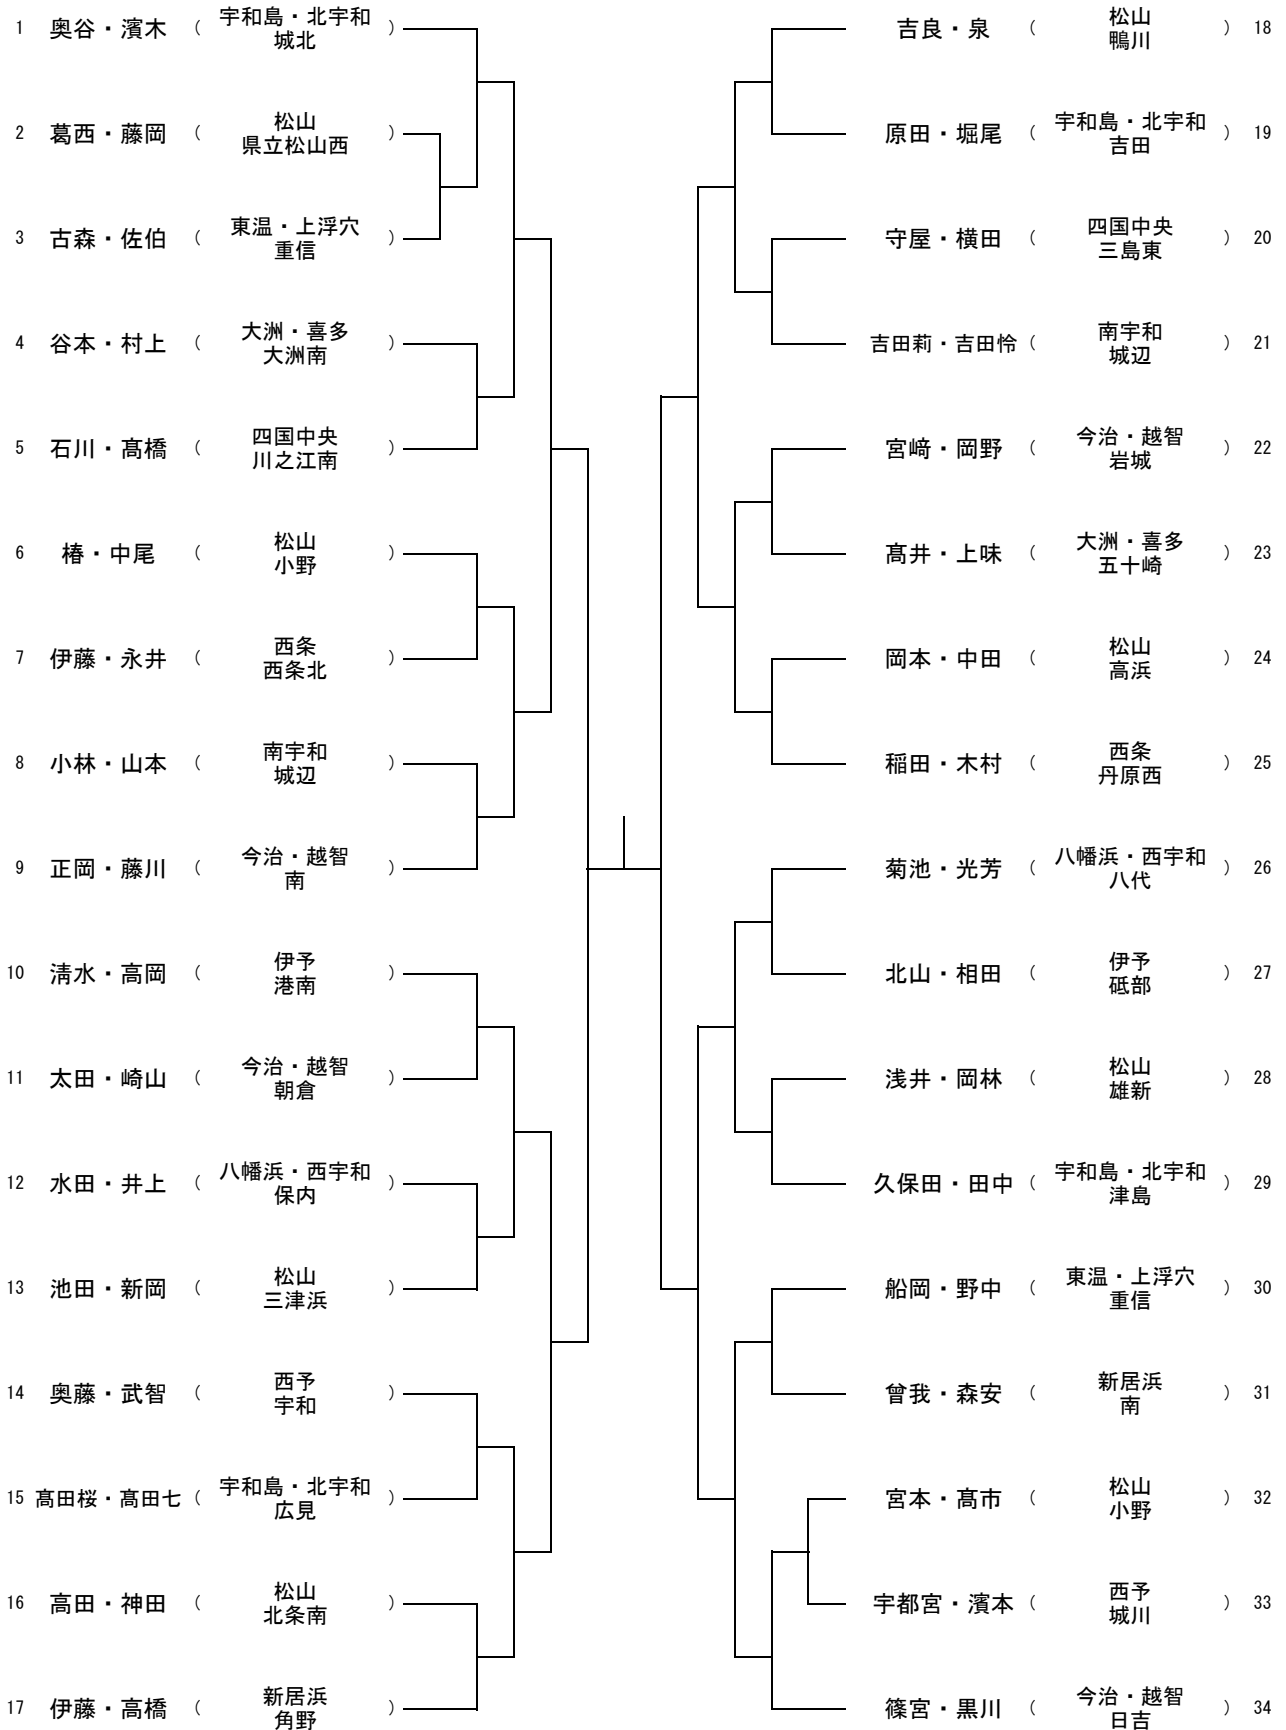 1 奥谷・濱木 （ 宇和島・北宇和 ）
城北
2 葛西・藤岡 （ 松山 ）
県立松山西
3 古森・佐伯 （ 東温・上浮穴 ）
重信
4 谷本・村上 （ 大洲・喜多 ）
大洲南
5 石川・髙橋 （ 四国中央 ）
川之江南
6 椿・中尾 （ 松山 ）
小野
7 伊藤・永井 （ 西条 ）
西条北
8 小林・山本 （ 南宇和 ）
城辺
9 正岡・藤川 （ 今治・越智 ）
南
10 淸水・高岡 （ 伊予 ）
港南
11 太田・崎山 （ 今治・越智 ）
朝倉
12 水田・井上 （ 八幡浜・西宇和 ）
保内
13 池田・新岡 （ 松山 ）
三津浜
14 奥藤・武智 （ 西予 ）
宇和
15 髙田桜・髙田七 （ 宇和島・北宇和 ）
広見
16 高田・神田 （ 松山 ）
北条南
17 伊藤・高橋 （ 新居浜 ）
角野
吉良・泉 （ 松山 ） 18
鴨川
原田・堀尾 （ 宇和島・北宇和 ） 19
吉田
守屋・横田 （ 四国中央 ） 20
三島東
吉田莉・吉田怜 （ 南宇和 ） 21
城辺
宮﨑・岡野 （ 今治・越智 ） 22
岩城
髙井・上味 （ 大洲・喜多 ） 23
五十崎
岡本・中田 （ 松山 ） 24
高浜
稲田・木村 （ 西条 ） 25
丹原西
菊池・光芳 （ 八幡浜・西宇和 ） 26
八代
北山・相田 （ 伊予 ） 27
砥部
浅井・岡林 （ 松山 ） 28
雄新
久保田・田中 （ 宇和島・北宇和 ） 29
津島
船岡・野中 （ 東温・上浮穴 ） 30
重信
曾我・森安 （ 新居浜 ） 31
南
宮本・髙市 （ 松山 ） 32
小野
宇都宮・濱本 （ 西予 ） 33
城川
篠宮・黒川 （ 今治・越智 ） 34
日吉